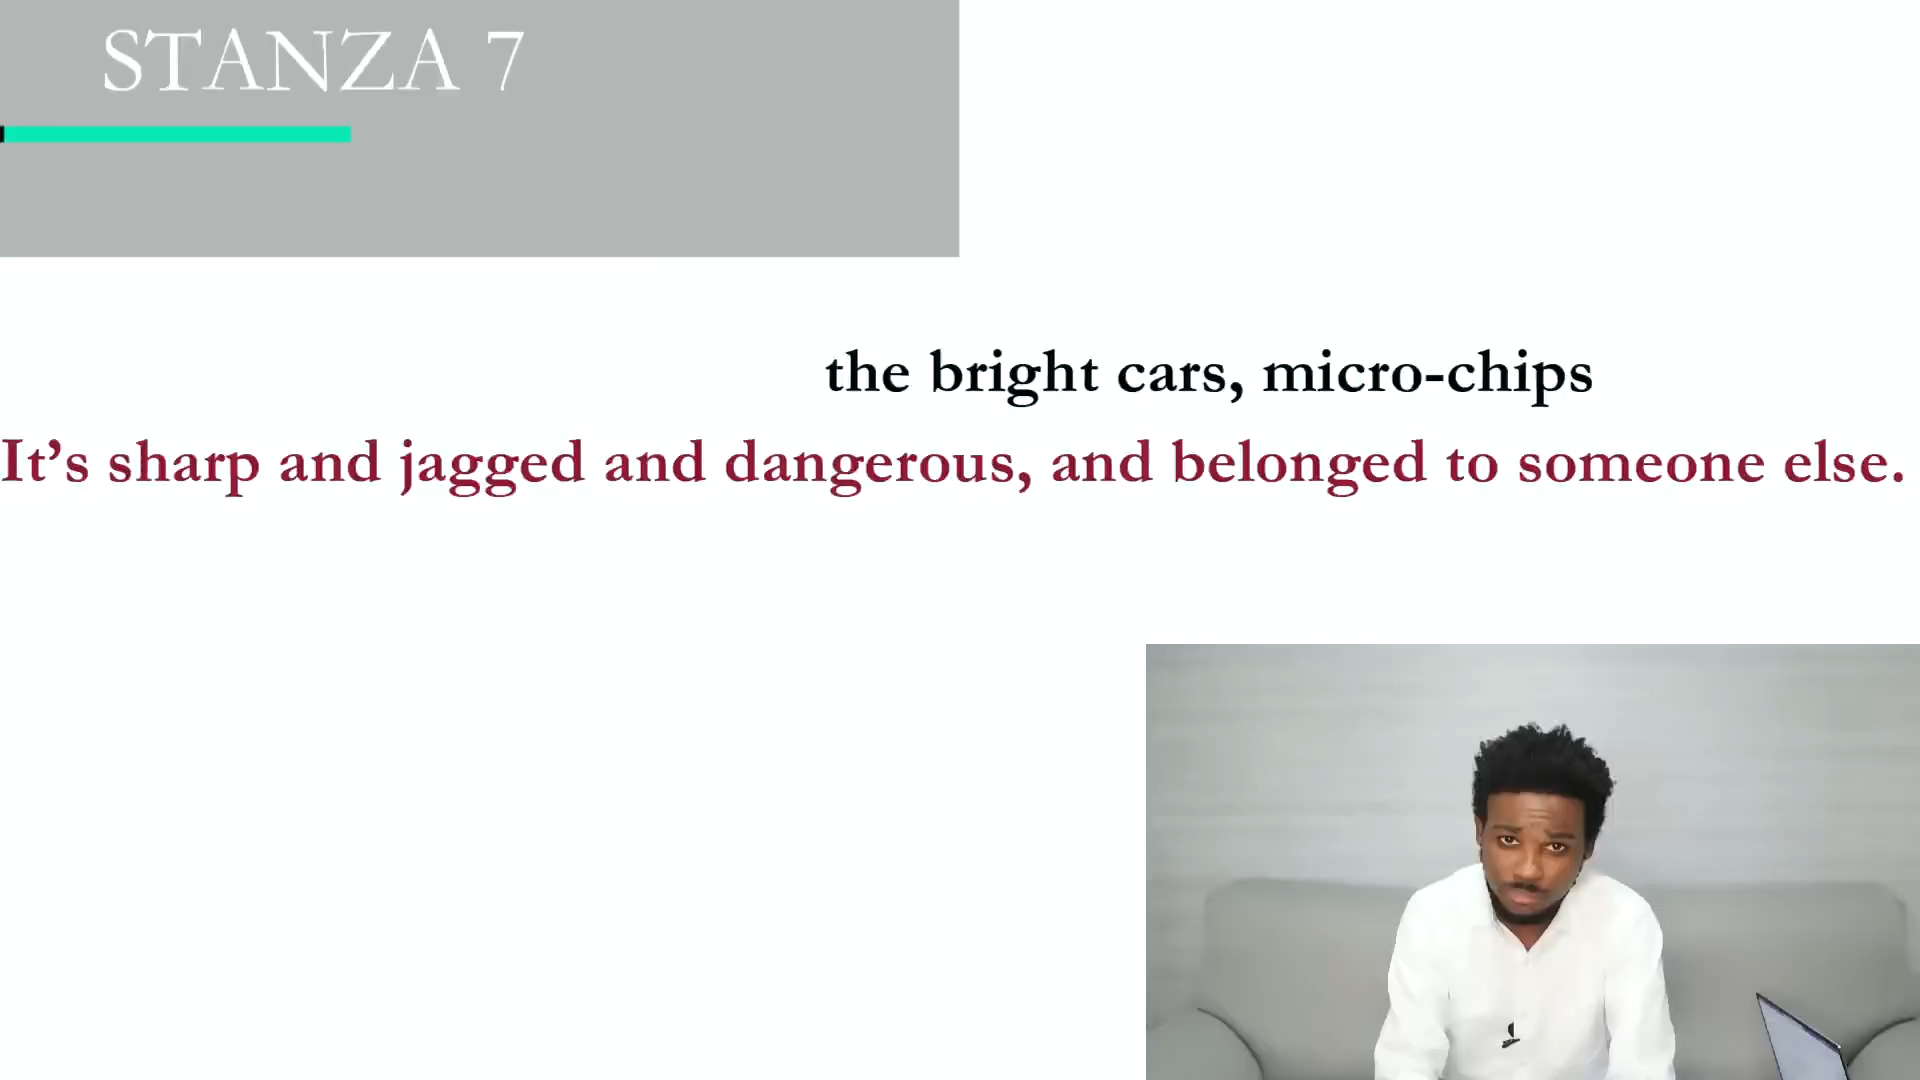 STANZA 7
the bright cars, micro-chips
It's sharp and jagged and dangerous, and belonged to someone else.